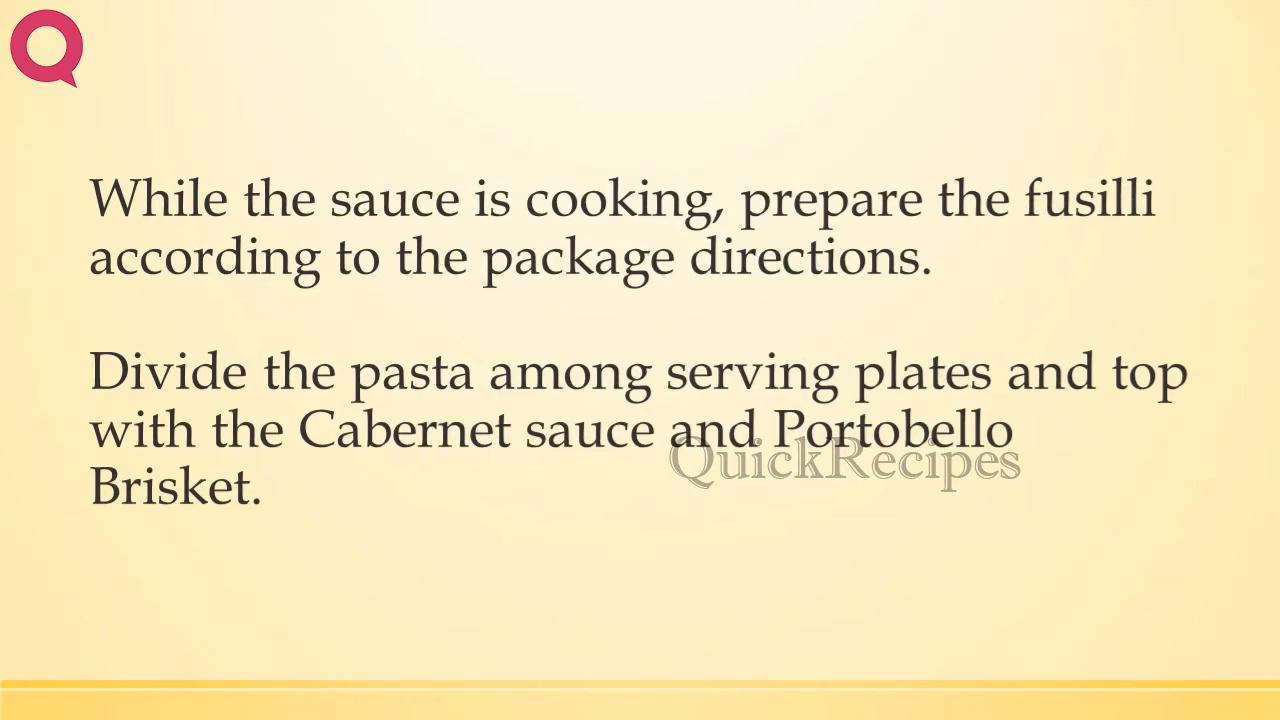 While the sauce is cooking, prepare the fusilli
according to the package directions.
Divide the pasta among serving plates and top
with the Cabernet sauce and Portobello
QuickRecipes
Brisket.